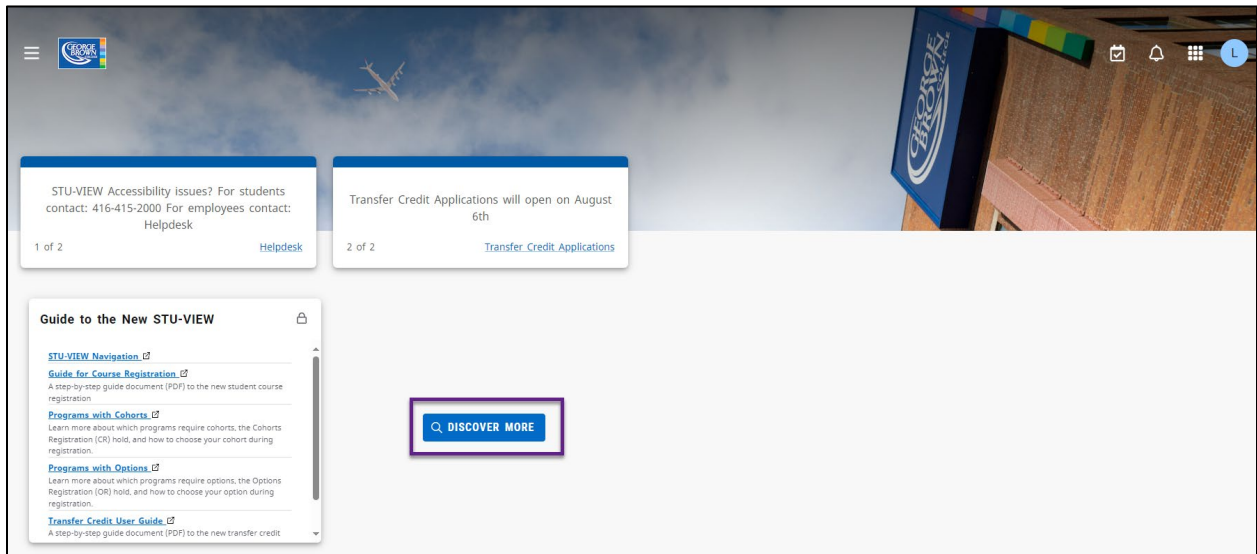 GEORGE
BROWN
L
GEORGE
BROWN
COLLEGE
STU-VIEW Accessibility issues? For students
contact: 416-415-2000 For employees contact:
Helpdesk
1 of 2
Helpdesk
Transfer Credit Applications will open on August
6th
2 of 2
Transfer Credit Applications
Guide to the New STU-VIEW
STU-VIEW Navigation
Guide for Course Registration
A step-by-step guide document (PDF) to the new student course
registration
Programs with Cohorts
Learn more about which programs require cohorts, the Cohorts
Registration (CR) hold, and how to choose your cohort during
registration.
Programs with Options
Learn more about which programs require options, the Options
Registration (OR) hold, and how to choose your option during
registration.
Transfer Credit User Guide
A step-by-step guide document (PDF) to the new transfer credit
DISCOVER MORE